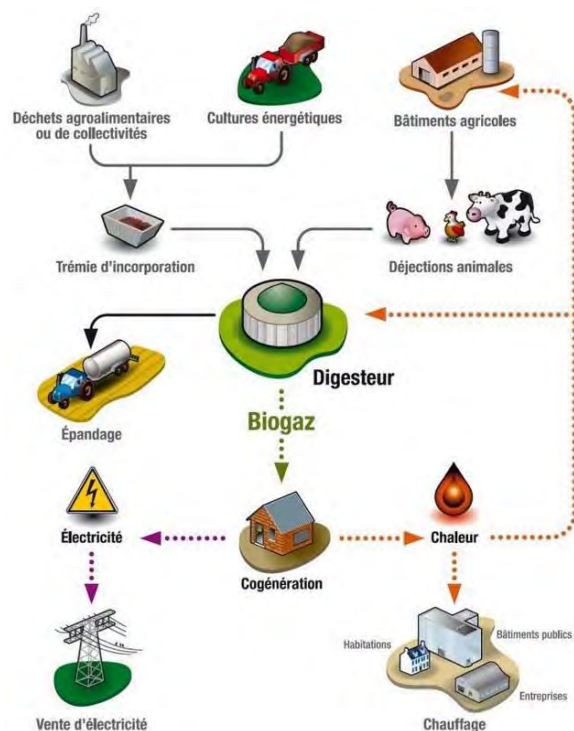 Déchets agroalimentaires
ou de collectivités
Cultures énergétiques
Bâtiments agricoles
Trémie d'incorporation
Déjections animales
Digesteur
Épandage
Biogaz
Électricité
Cogénération
Chaleur
Habitations
Bâtiments publics
Entreprises
Vente d'électricité
Chauffage